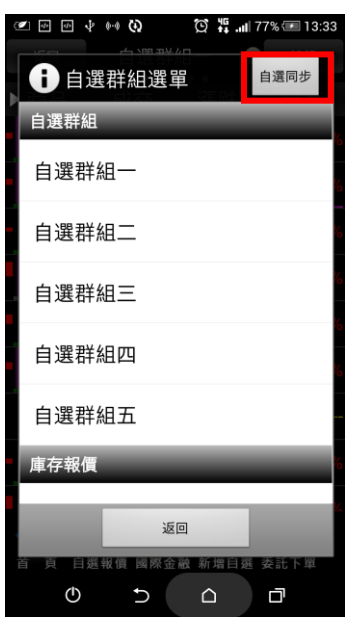 4G 77% 13:33
自選群組選單 自選同步
自選群組
自選群組一
自選群組二
自選群組三
自選群組四
自選群組五
庫存報價
返回
首 頁 自選報價 國際金融 新增自選 委託下單